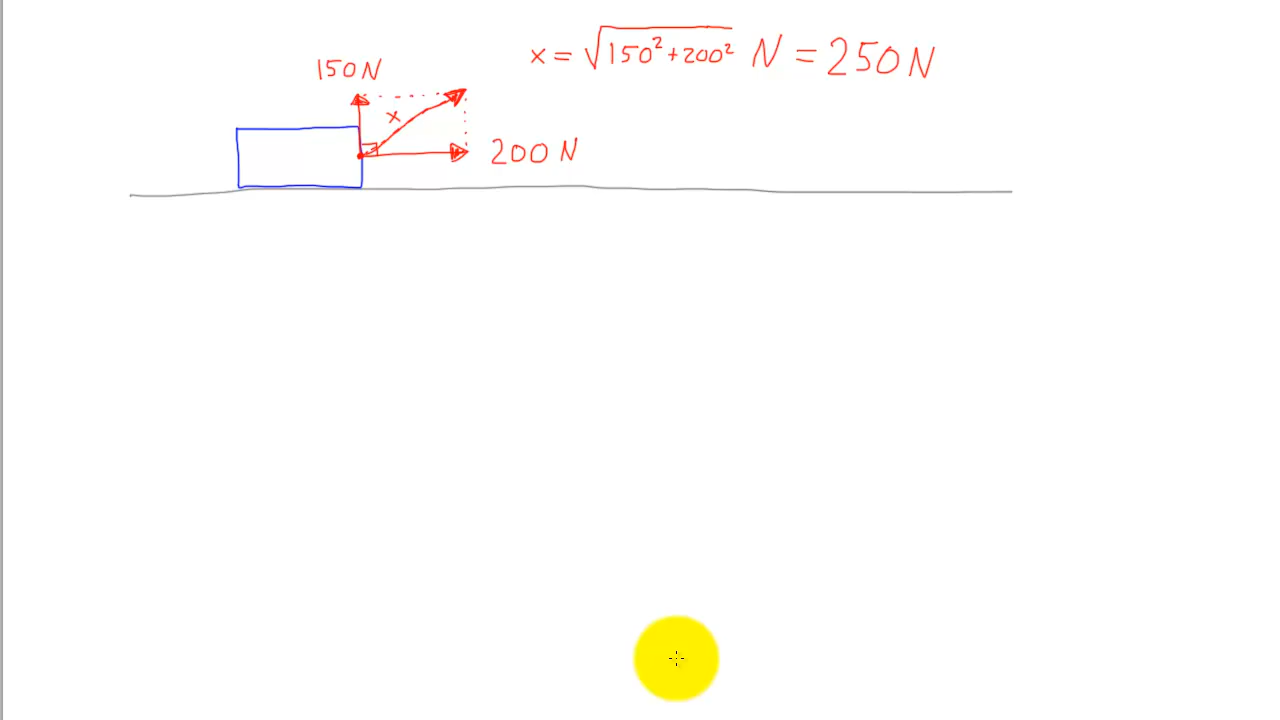 x = √150²+200² N = 250 N
150 N
x
200 N